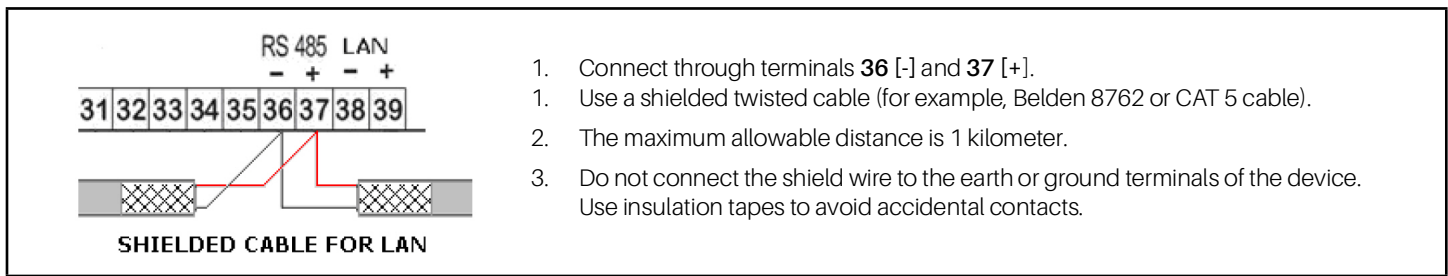 RS 485 LAN
− + − +
31 32 33 34 35 36 37 38 39
SHIELDED CABLE FOR LAN
1. Connect through terminals 36 [-] and 37 [+].
1. Use a shielded twisted cable (for example, Belden 8762 or CAT 5 cable).
2. The maximum allowable distance is 1 kilometer.
3. Do not connect the shield wire to the earth or ground terminals of the device.
Use insulation tapes to avoid accidental contacts.